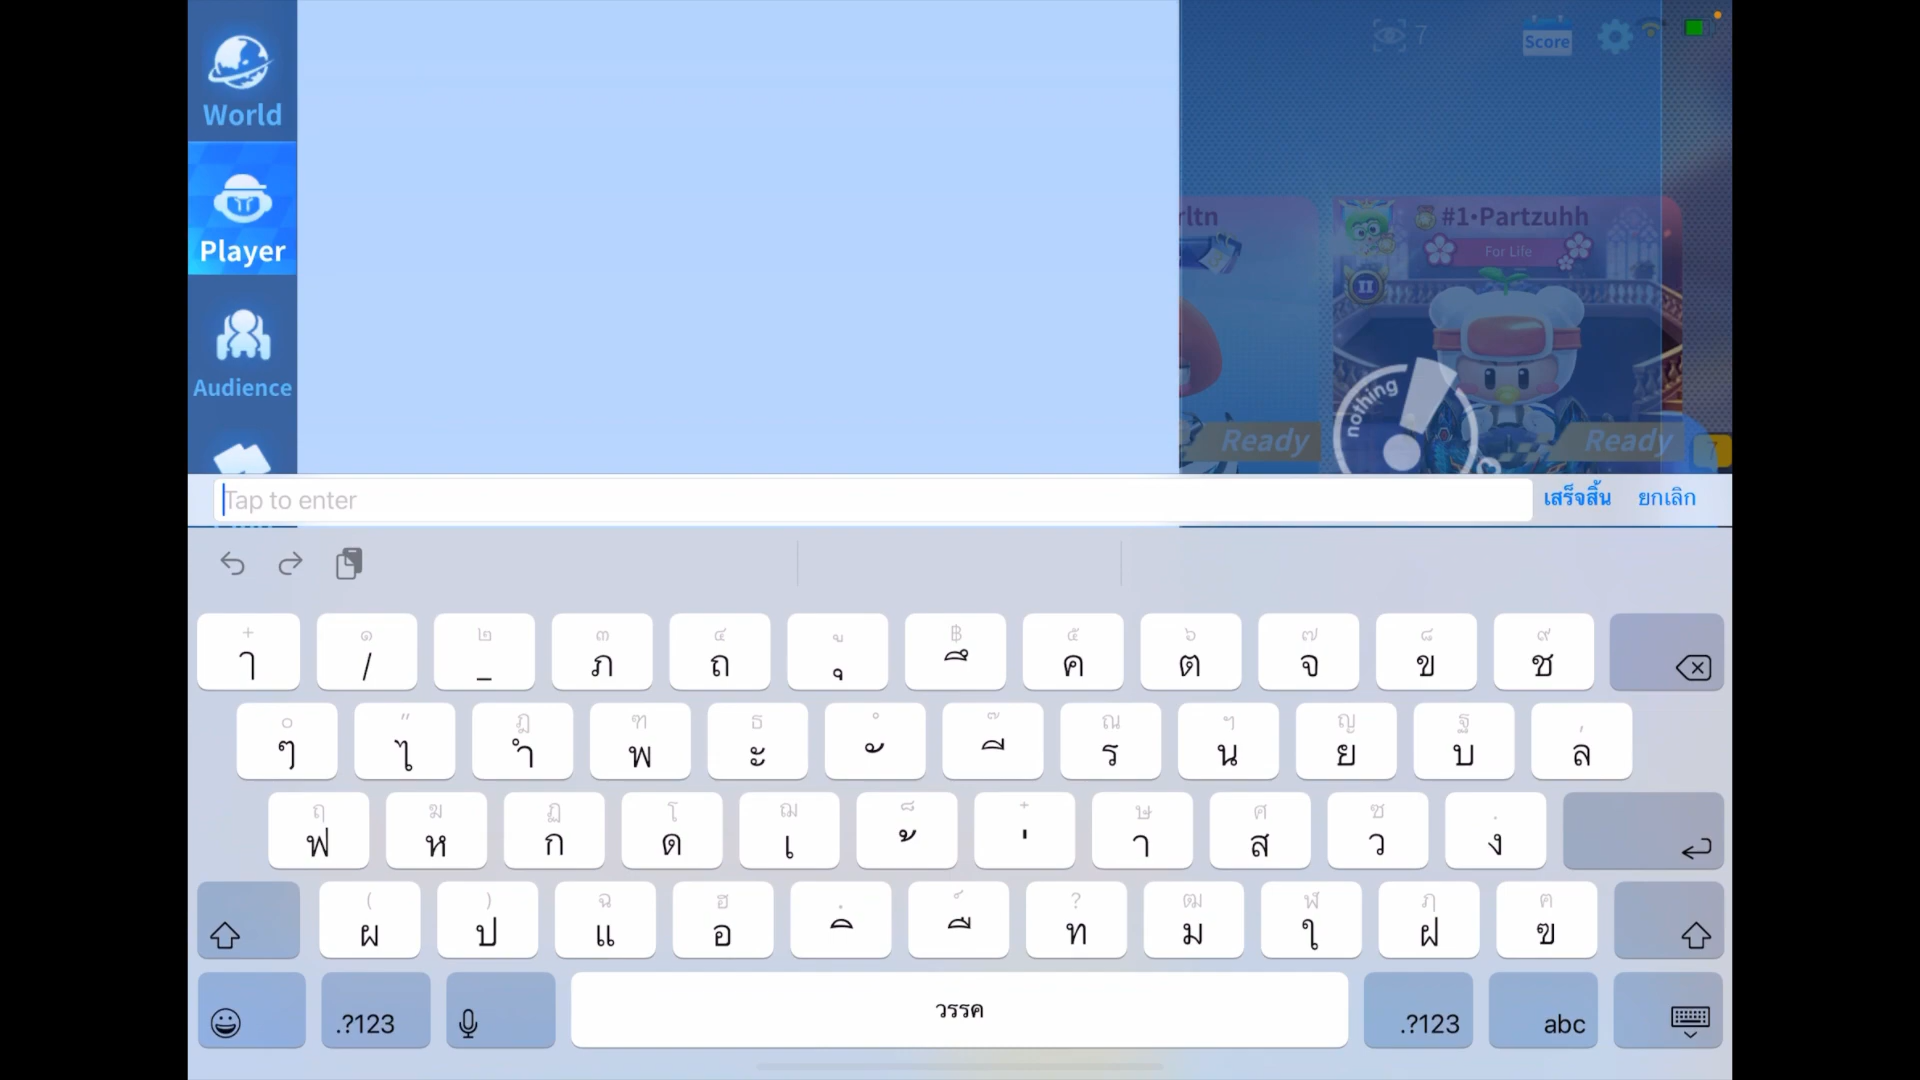 7
Score
World
Player
Audience
rltn
#1•Partzuhh
For Life
II
nothing
Ready
Ready
7
Tap to enter
เสร็จสิ้น ยกเลิก
+ ๑ ๒ ๓ ๔ ู ฿ ๕ ๖ ๗ ๘ ๙
า / _ ภ ถ ุ ึ ค ต จ ข ช
๐ " ฎ ฑ ธ ํ ๊ ณ ฯ ญ ฐ ,
ๆ ไ ำ พ ะ ั ี ร น ย บ ล
ฤ ฆ ฏ โ ฌ ็ ๋ ษ ศ ซ .
ฟ ห ก ด เ ้ ่ า ส ว ง
( ) ฉ ฮ ฺ ์ ? ฒ ฬ ฦ ฅ
ผ ป แ อ ิ ื ท ม ใ ฝ ฃ
.?123 วรรค .?123 abc